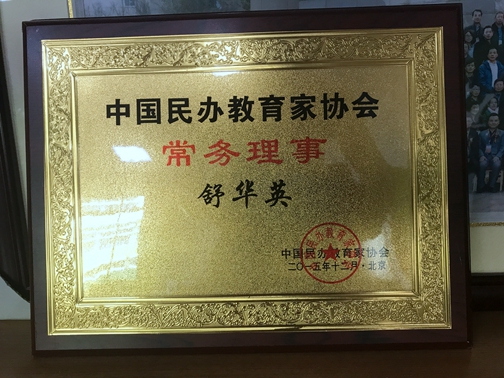 中国民办教育家协会
常务理事
舒华英
中国民办教育家协会
二〇一五年十二月·北京